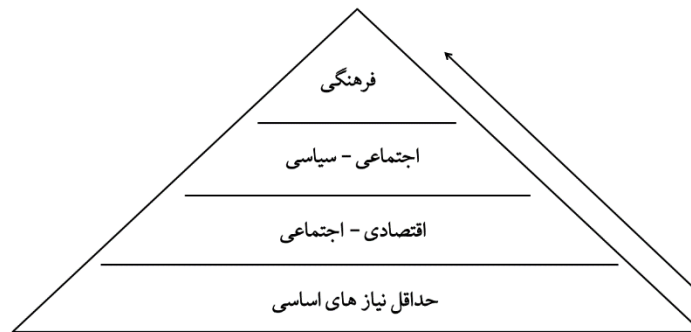 فرهنگی
اجتماعی - سیاسی
اقتصادی - اجتماعی
حداقل نیاز های اساسی